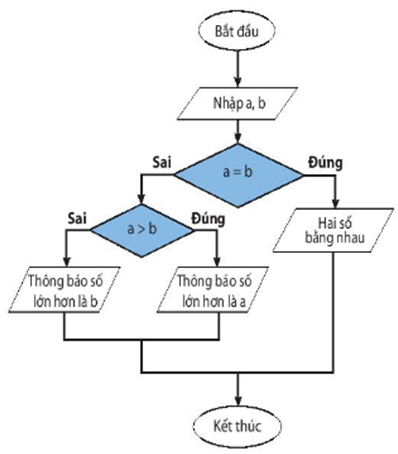 Bắt đầu
Nhập a, b
Sai
Đúng
a = b
Sai
Đúng
a > b
Hai số
bằng nhau
Thông báo số
lớn hơn là b
Thông báo số
lớn hơn là a
Kết thúc